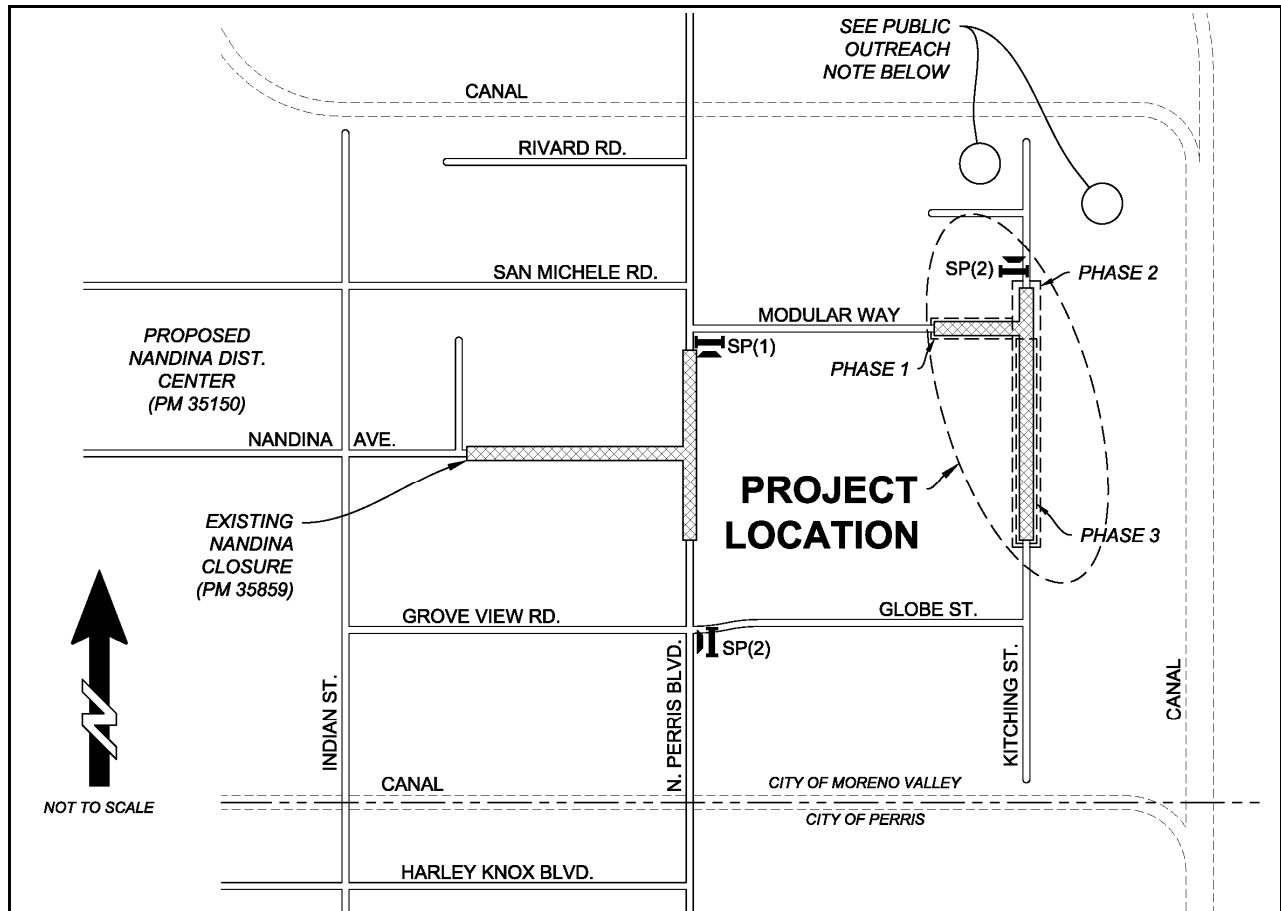 SEE PUBLIC
OUTREACH
NOTE BELOW
CANAL
RIVARD RD.
SAN MICHELE RD.
SP(2)
PHASE 2
MODULAR WAY
PROPOSED
NANDINA DIST.
CENTER
(PM 35150)
SP(1)
PHASE 1
NANDINA AVE.
PROJECT
LOCATION
EXISTING
NANDINA
CLOSURE
(PM 35859)
PHASE 3
GROVE VIEW RD.
GLOBE ST.
SP(2)
INDIAN ST.
N. PERRIS BLVD.
KITCHING ST.
CANAL
N
NOT TO SCALE
CANAL
CITY OF MORENO VALLEY
CITY OF PERRIS
HARLEY KNOX BLVD.